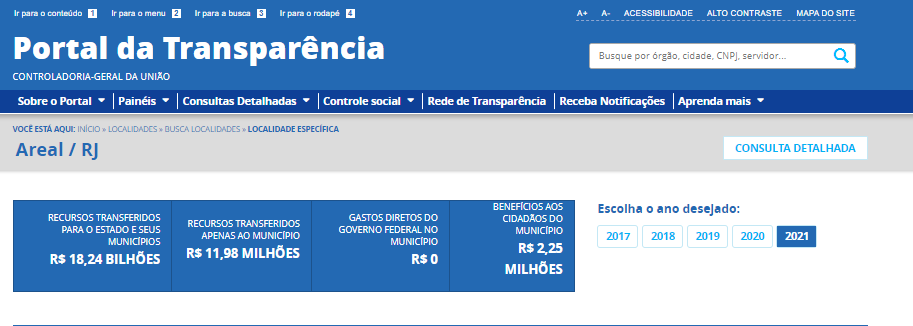 Ir para o conteúdo 1 Ir para o menu 2 Ir para a busca 3 Ir para o rodapé 4
A+ A- ACESSIBILIDADE ALTO CONTRASTE MAPA DO SITE
Portal da Transparência
CONTROLADORIA-GERAL DA UNIÃO
Busque por órgão, cidade, CNPJ, servidor...
Sobre o Portal Painéis Consultas Detalhadas Controle social Rede de Transparência Receba Notificações Aprenda mais
VOCÊ ESTÁ AQUI: INÍCIO » LOCALIDADES » BUSCA LOCALIDADES » LOCALIDADE ESPECÍFICA
Areal / RJ
CONSULTA DETALHADA
RECURSOS TRANSFERIDOS
PARA O ESTADO E SEUS
MUNICÍPIOS
R$ 18,24 BILHÕES
RECURSOS TRANSFERIDOS
APENAS AO MUNICÍPIO
R$ 11,98 MILHÕES
GASTOS DIRETOS DO
GOVERNO FEDERAL NO
MUNICÍPIO
R$ 0
BENEFÍCIOS AOS
CIDADÃOS DO
MUNICÍPIO
R$ 2,25
MILHÕES
Escolha o ano desejado:
2017 2018 2019 2020 2021